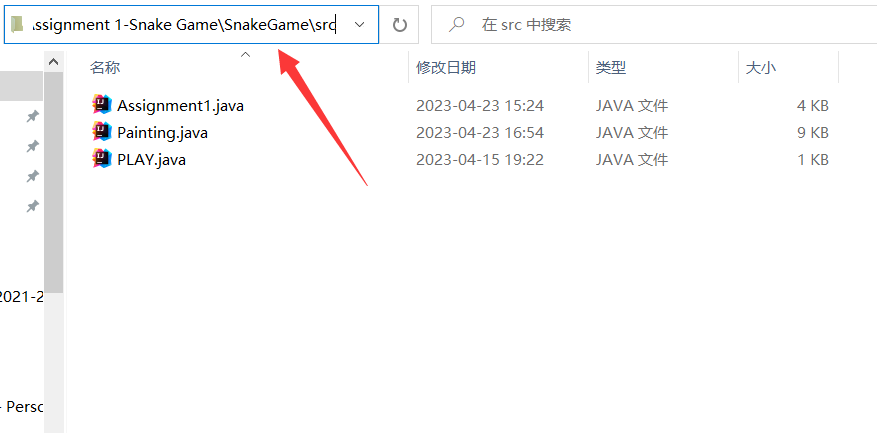 ssignment 1-Snake Game\SnakeGame\src
在 src 中搜索
名称 修改日期 类型 大小
Assignment1.java 2023-04-23 15:24 JAVA 文件 4 KB
Painting.java 2023-04-23 16:54 JAVA 文件 9 KB
PLAY.java 2023-04-15 19:22 JAVA 文件 1 KB
2021-2
- Perso